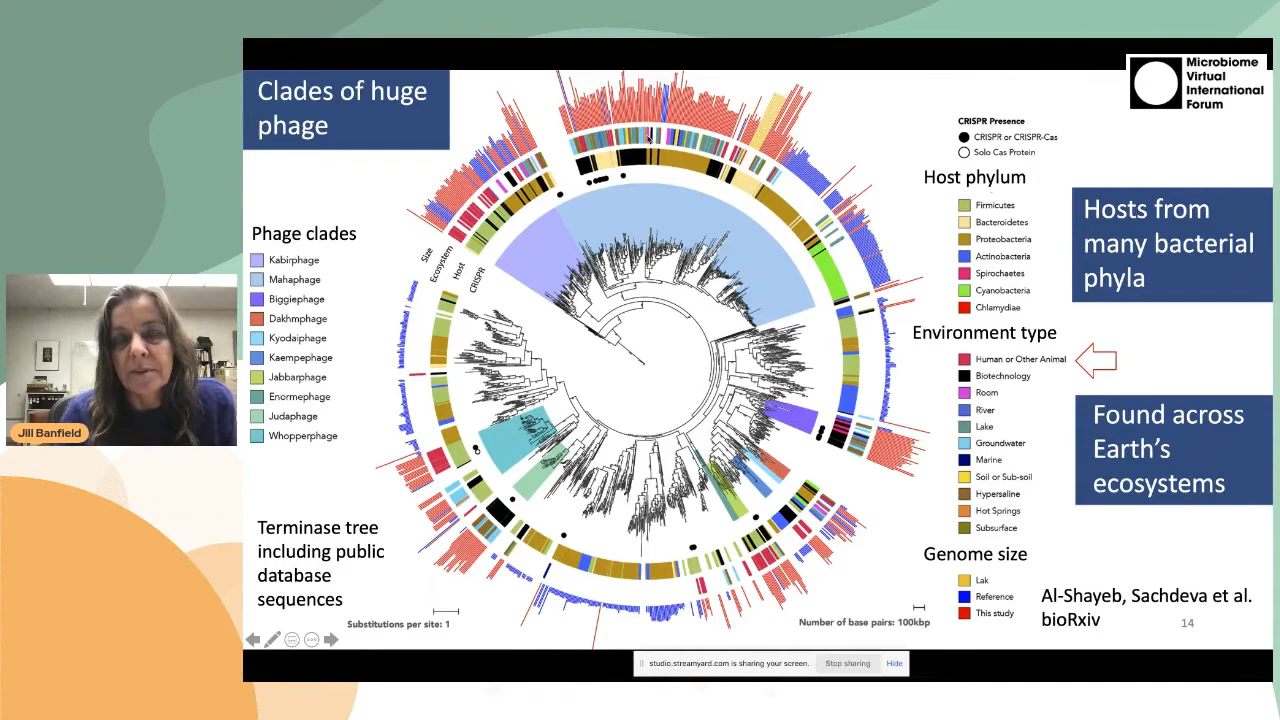 Clades of huge
phage
Microbiome
Virtual
International
Forum
CRISPR Presence
CRISPR or CRISPR-Cas
Solo Cas Protein
Host phylum
Firmicutes
Bacteroidetes
Proteobacteria
Actinobacteria
Spirochaetes
Cyanobacteria
Chlamydiae
Hosts from
many bacterial
phyla
Phage clades
Kabirphage
Mahaphage
Biggiephage
Dakhmphage
Kyodaiphage
Kaempephage
Jabbarphage
Enormephage
Judaphage
Whopperphage
Size
Ecosystem
Host
CRISPR
Environment type
Human or Other Animal
Biotechnology
Room
River
Lake
Groundwater
Marine
Soil or Sub-soil
Hypersaline
Hot Springs
Subsurface
Found across
Earth's
ecosystems
Jill Banfield
Terminase tree
including public
database
sequences
Genome size
Lak
Reference
This study
Al-Shayeb, Sachdeva et al.
bioRxiv
14
Substitutions per site: 1
Number of base pairs: 100kbp
studio.streamyard.com is sharing your screen.
Stop sharing
Hide